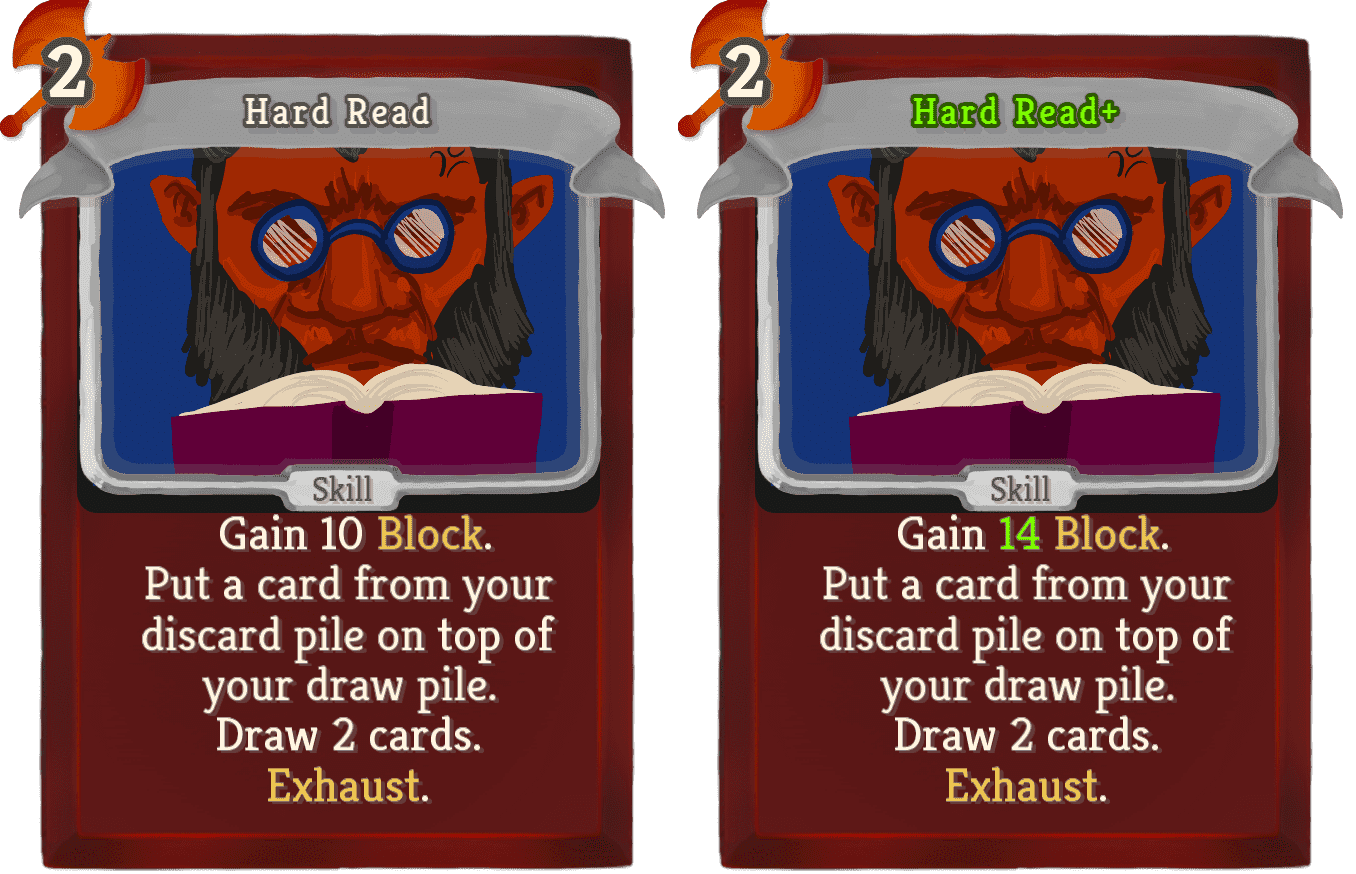 2
Hard Read
Skill
Gain 10 Block.
Put a card from your
discard pile on top of
your draw pile.
Draw 2 cards.
Exhaust.
2
Hard Read+
Skill
Gain 14 Block.
Put a card from your
discard pile on top of
your draw pile.
Draw 2 cards.
Exhaust.